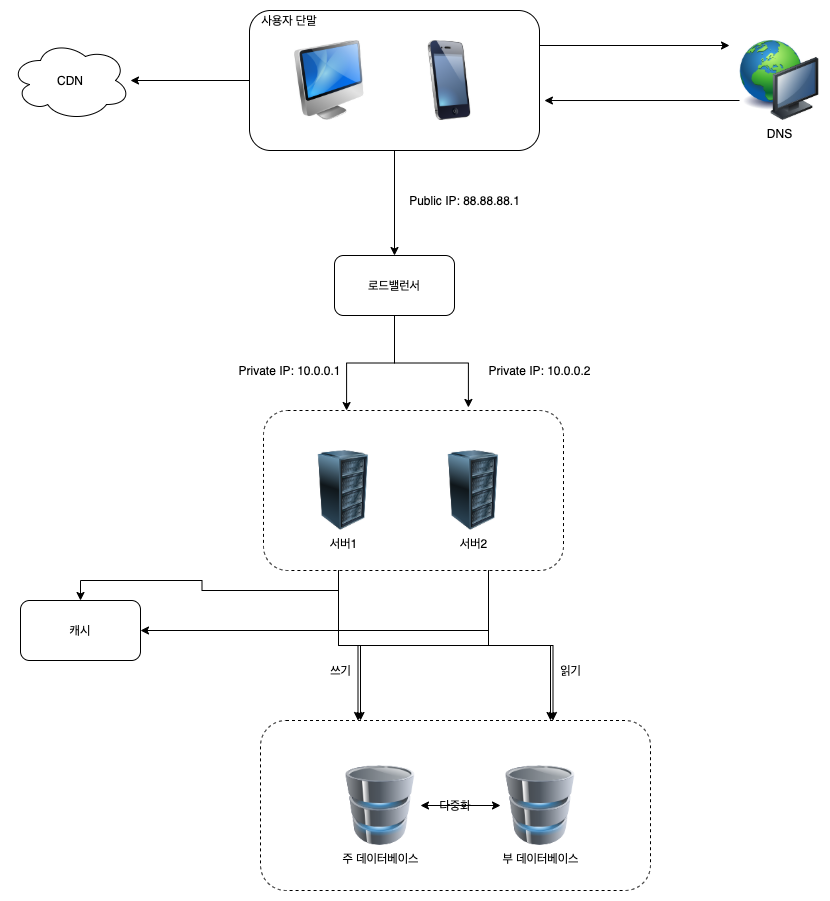 사용자 단말
CDN
DNS
Public IP: 88.88.88.1
로드밸런서
Private IP: 10.0.0.1
Private IP: 10.0.0.2
서버1
서버2
캐시
쓰기
읽기
다중화
주 데이터베이스
부 데이터베이스